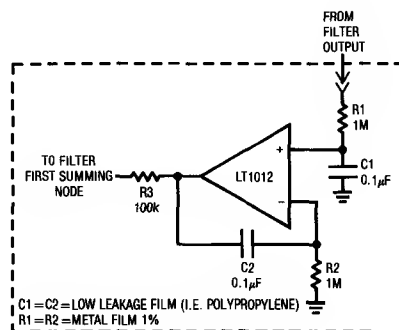 FROM
FILTER
OUTPUT
R1
1M
+
LT1012
–
C1
0.1µF
TO FILTER
FIRST SUMMING
NODE
R3
100k
C2
0.1µF
R2
1M
C1=C2=LOW LEAKAGE FILM (I.E. POLYPROPYLENE)
R1=R2=METAL FILM 1%